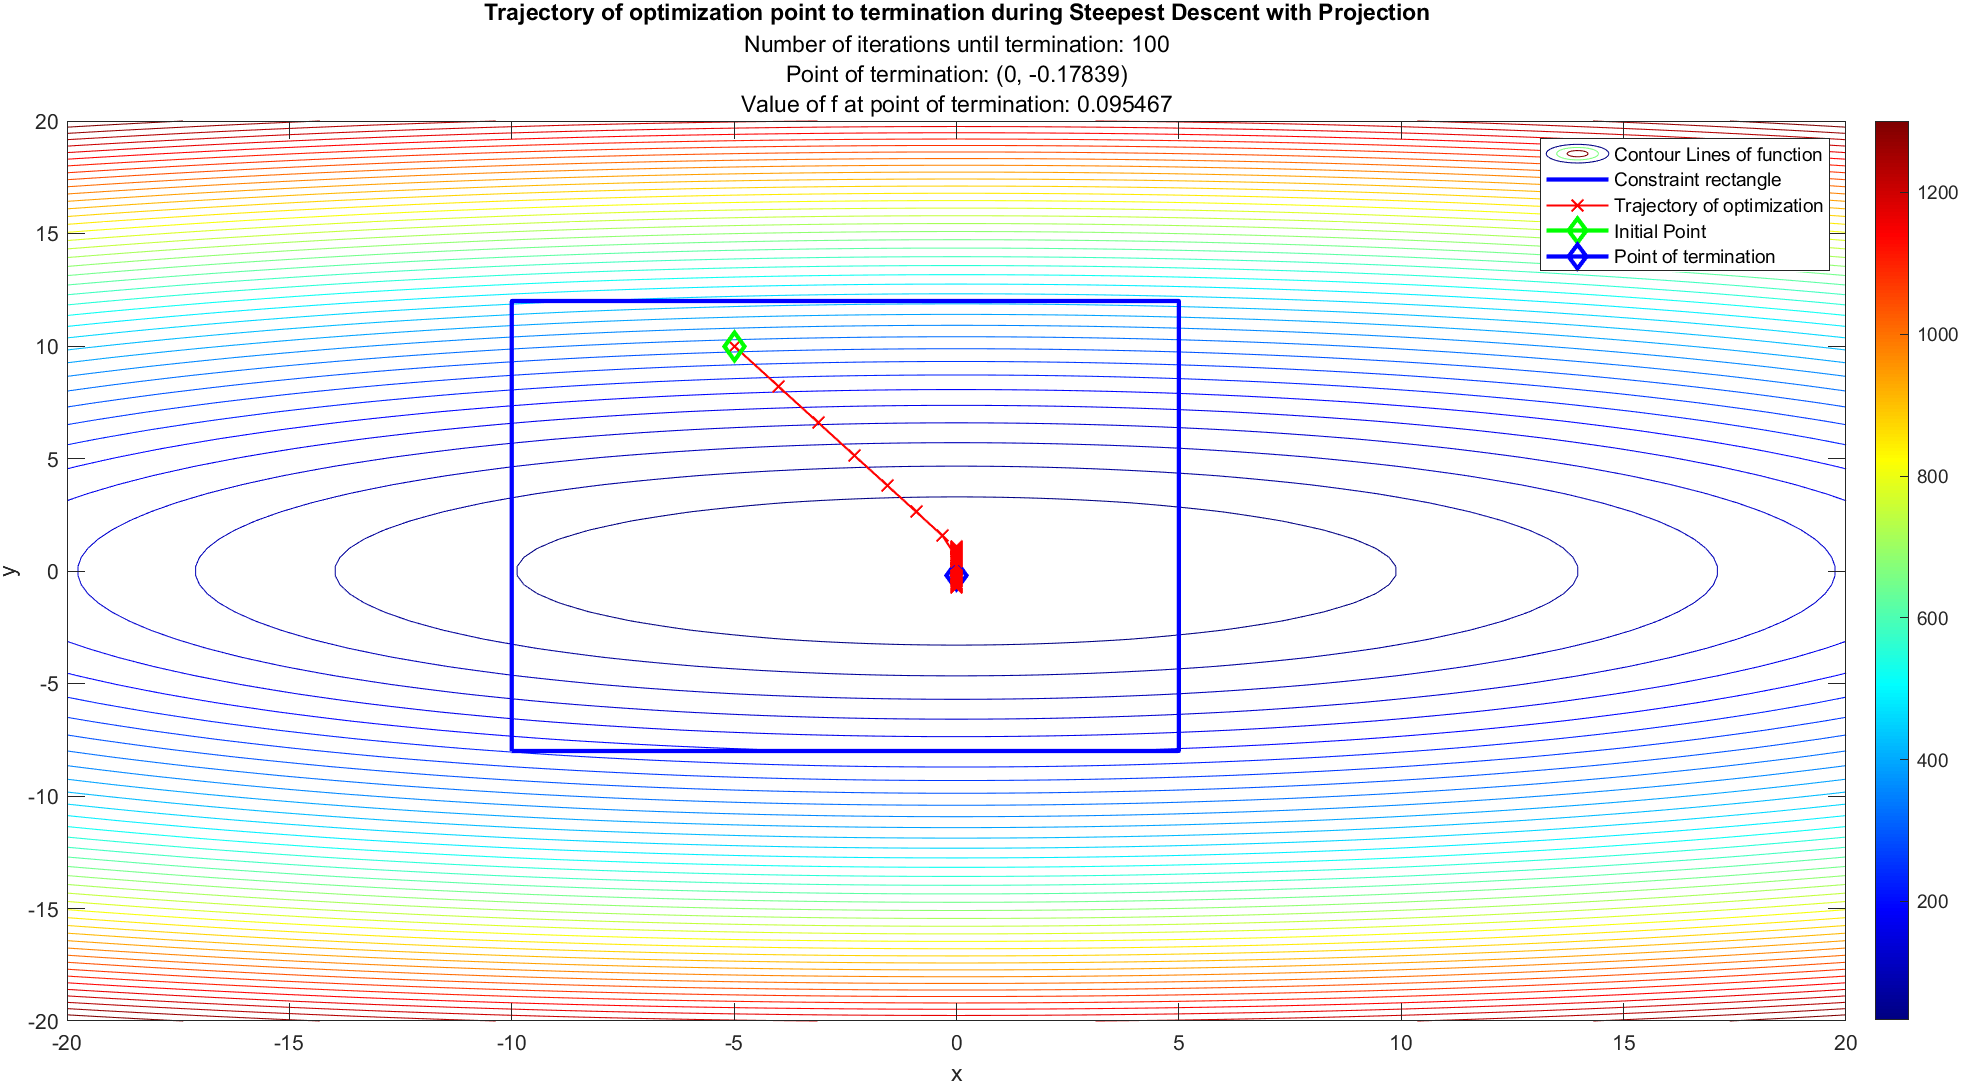 Trajectory of optimization point to termination during Steepest Descent with Projection
Number of iterations until termination: 100
Point of termination: (0, -0.17839)
Value of f at point of termination: 0.095467
Contour Lines of function
Constraint rectangle
Trajectory of optimization
Initial Point
Point of termination
20
15
10
5
0
-5
-10
-15
-20
y
-20 -15 -10 -5 0 5 10 15 20
x
1200
1000
800
600
400
200